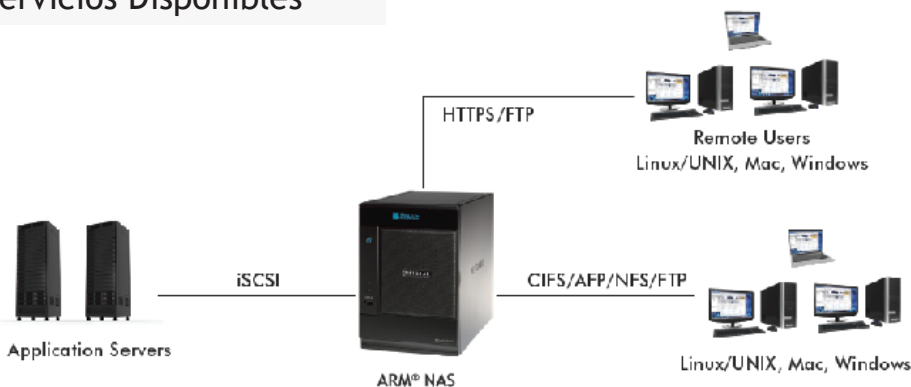 ervicios Disponibles
HTTPS/FTP
Remote Users
Linux/UNIX, Mac, Windows
iSCSI
CIFS/AFP/NFS/FTP
Application Servers
Linux/UNIX, Mac, Windows
ARM® NAS